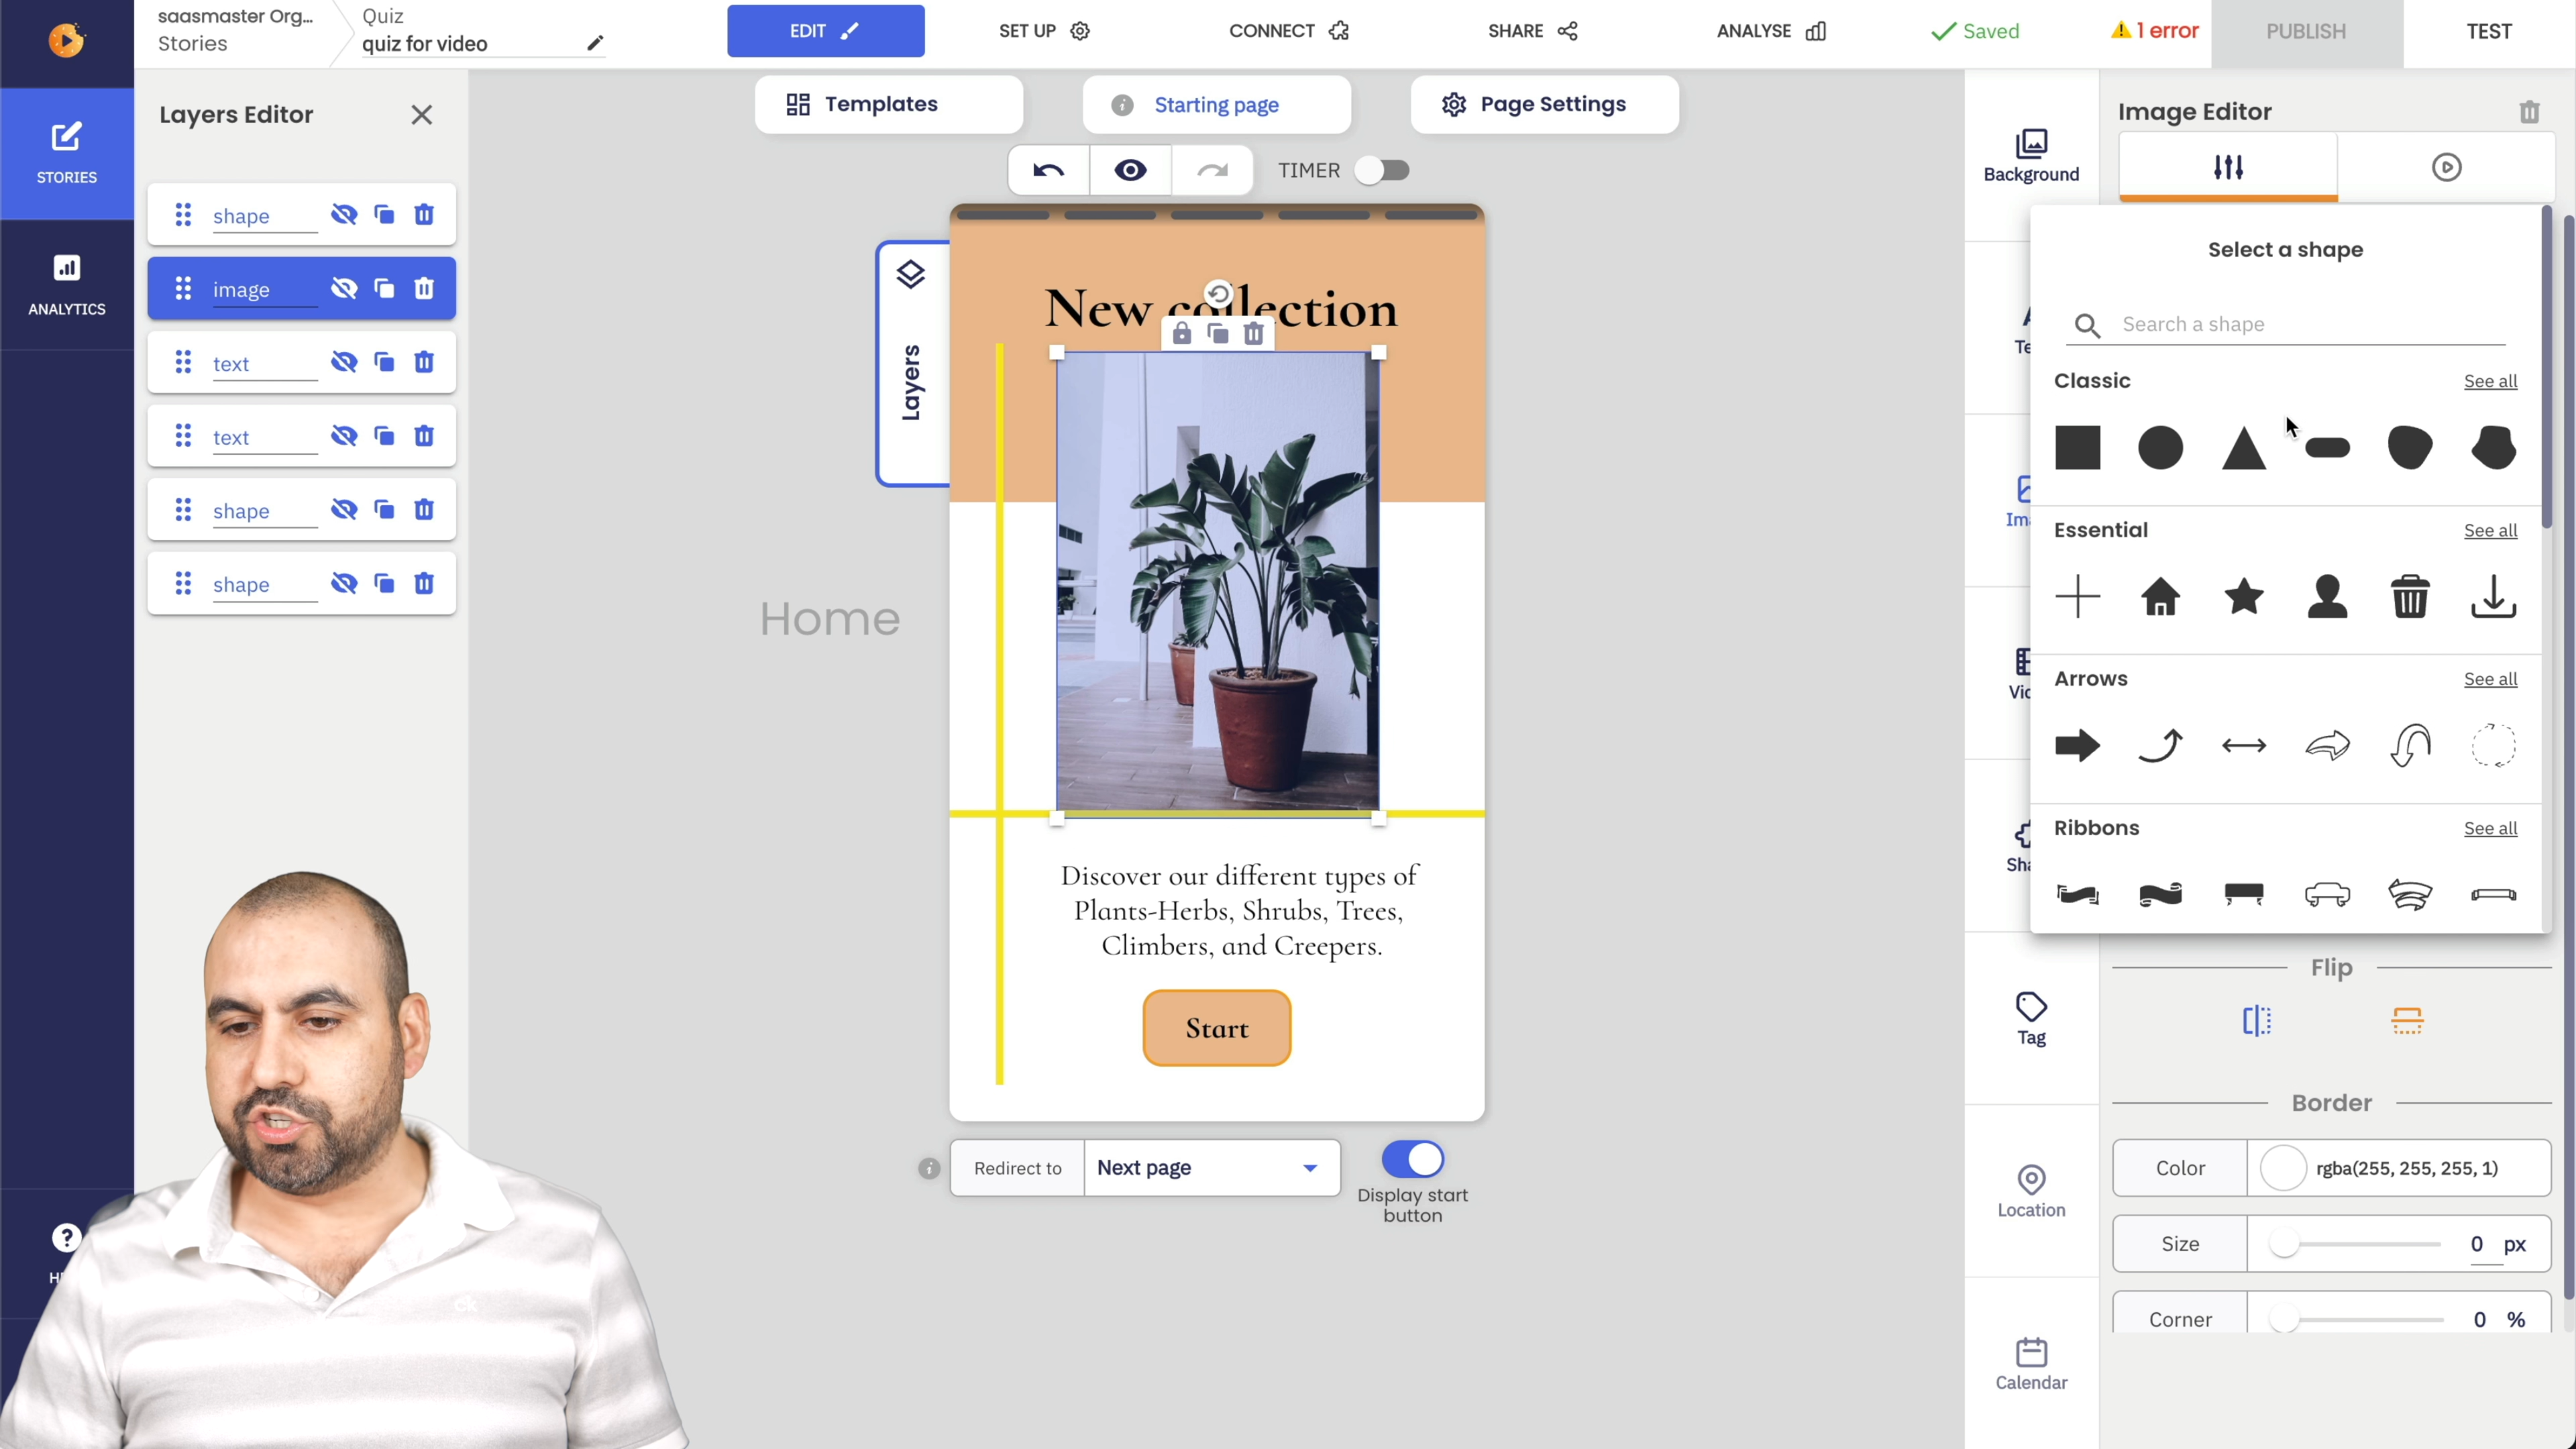 saasmaster Org...
Stories
Quiz
quiz for video
EDIT
SET UP
CONNECT
SHARE
ANALYSE
Saved
1 error
PUBLISH
TEST
STORIES
ANALYTICS
Layers Editor
shape
image
text
text
shape
shape
Templates
Starting page
Page Settings
TIMER
Layers
Home
New collection
Discover our different types of
Plants-Herbs, Shrubs, Trees,
Climbers, and Creepers.
Start
Redirect to
Next page
Display start
button
Background
Tag
Location
Calendar
Image Editor
Select a shape
Search a shape
Classic
See all
Essential
See all
Arrows
See all
Ribbons
See all
Flip
Border
Color
rgba(255, 255, 255, 1)
Size
0 px
Corner
0 %